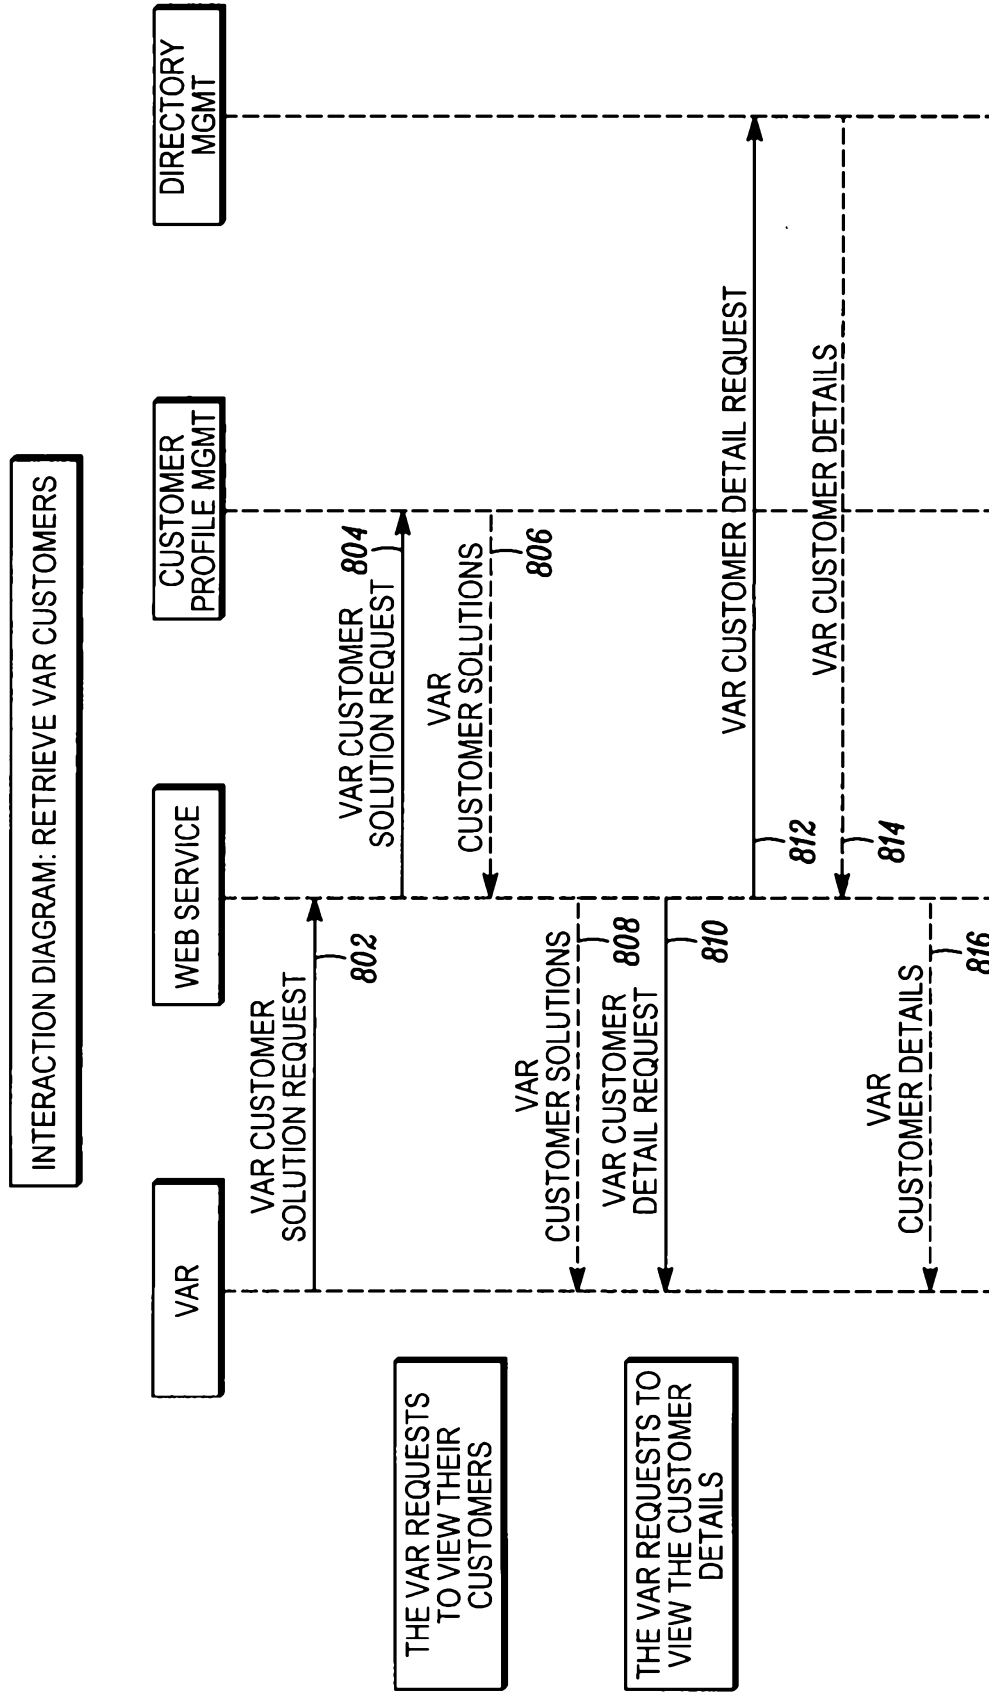 INTERACTION DIAGRAM: RETRIEVE VAR CUSTOMERS
VAR
WEB SERVICE
CUSTOMER
PROFILE MGMT
DIRECTORY
MGMT
VAR CUSTOMER
SOLUTION REQUEST
802
THE VAR REQUESTS
TO VIEW THEIR
CUSTOMERS
VAR CUSTOMER
SOLUTION REQUEST
804
VAR
CUSTOMER SOLUTIONS
806
VAR
CUSTOMER SOLUTIONS
808
THE VAR REQUESTS TO
VIEW THE CUSTOMER
DETAILS
VAR CUSTOMER
DETAIL REQUEST
810
VAR CUSTOMER DETAIL REQUEST
812
VAR CUSTOMER DETAILS
814
VAR
CUSTOMER DETAILS
816